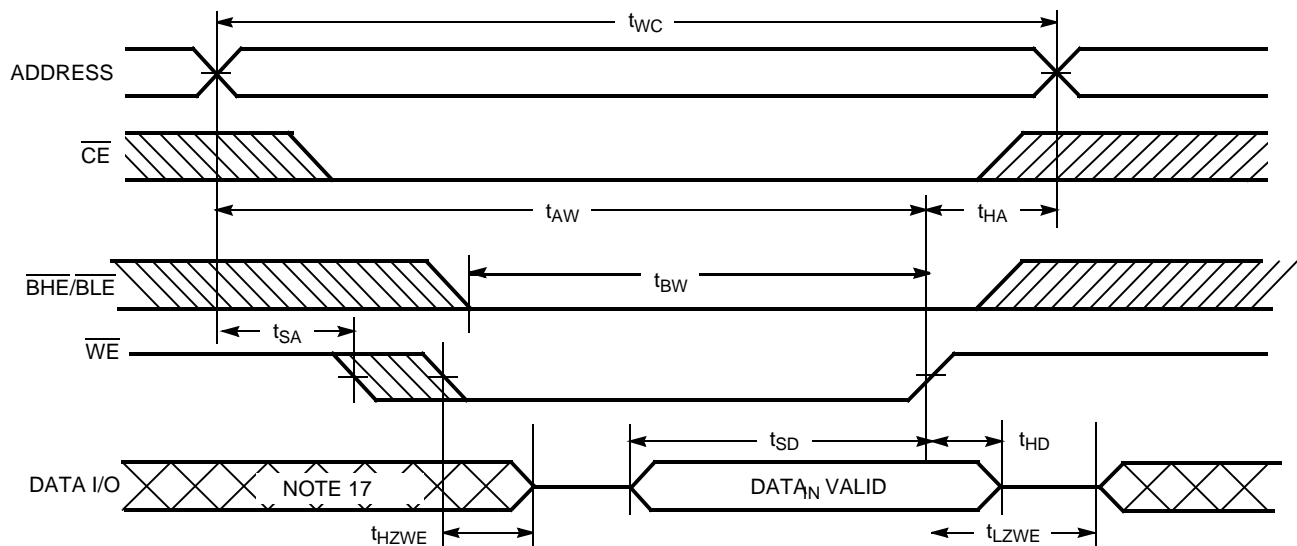 tWC
ADDRESS
CE
tAW
tHA
BHE/BLE
tBW
tSA
WE
tSD
tHD
DATA I/O
NOTE 17
DATAIN VALID
tHZWE
tLZWE